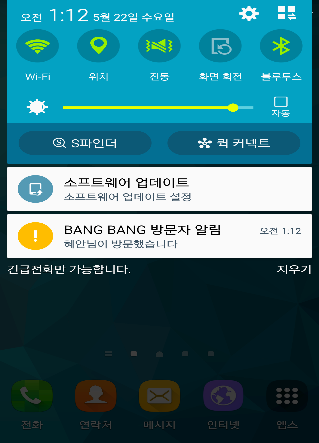 오전 1:12 5월 22일 수요일
Wi-Fi 위치 진동 화면 회전 블루투스
자동
S파인더 퀵 커넥트
소프트웨어 업데이트
소프트웨어 업데이트 설정
BANG BANG 방문자 알림 오전 1.12
혜안님이 방문했습니다
긴급전화만 가능합니다. 지우기
전화 연락처 메시지 인터넷 앱스